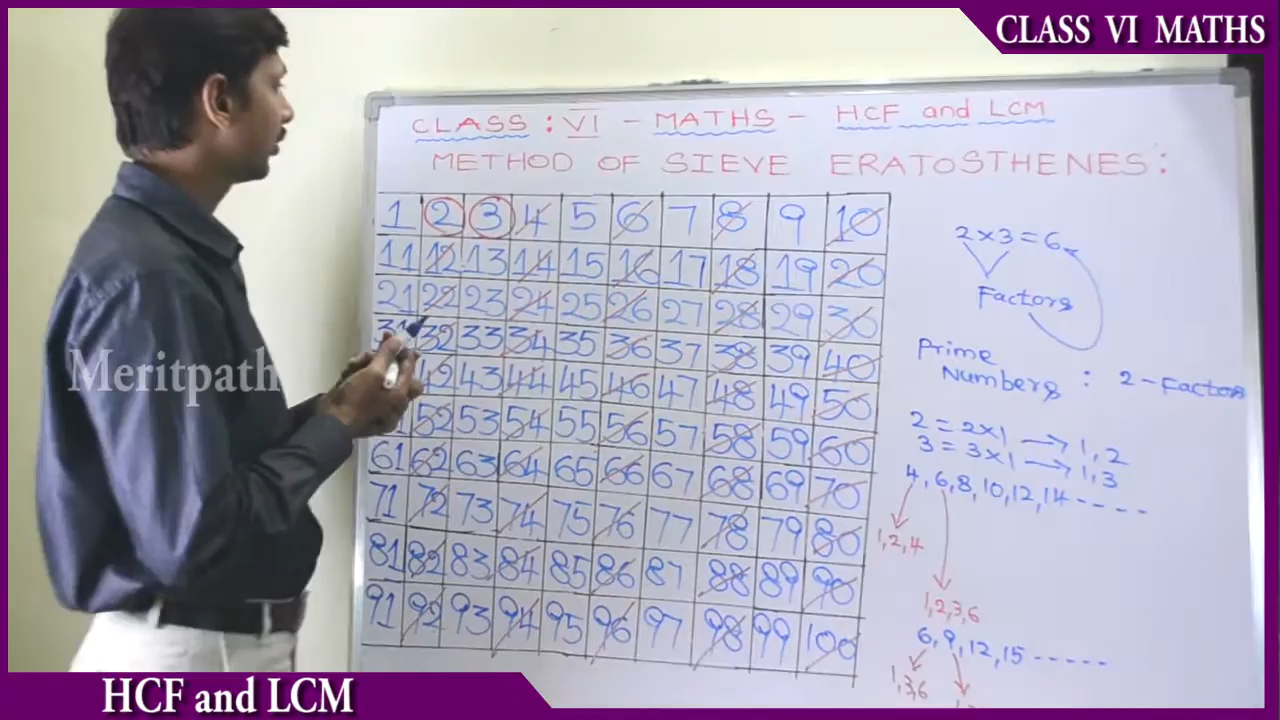 CLASS VI MATHS
CLASS : VI - MATHS - HCF and LCM
METHOD OF SIEVE ERATOSTHENES :
1 2 3 4 5 6 7 8 9 10
11 12 13 14 15 16 17 18 19 20
21 22 23 24 25 26 27 28 29 30
31 32 33 34 35 36 37 38 39 40
42 43 44 45 46 47 48 49 50
52 53 54 55 56 57 58 59 60
61 62 63 64 65 66 67 68 69 70
71 72 73 74 75 76 77 78 79 80
81 82 83 84 85 86 87 88 89 90
91 92 93 94 95 96 97 98 99 100
2 × 3 = 6
Factors
Prime
Numbers : 2 - Factors
2 = 2×1 → 1, 2
3 = 3×1 → 1, 3
4, 6, 8, 10, 12, 14 - - - -
1, 2, 4
1, 2, 3, 6
6, 9, 12, 15 - - - - -
1, 3, 6
Meritpath
HCF and LCM